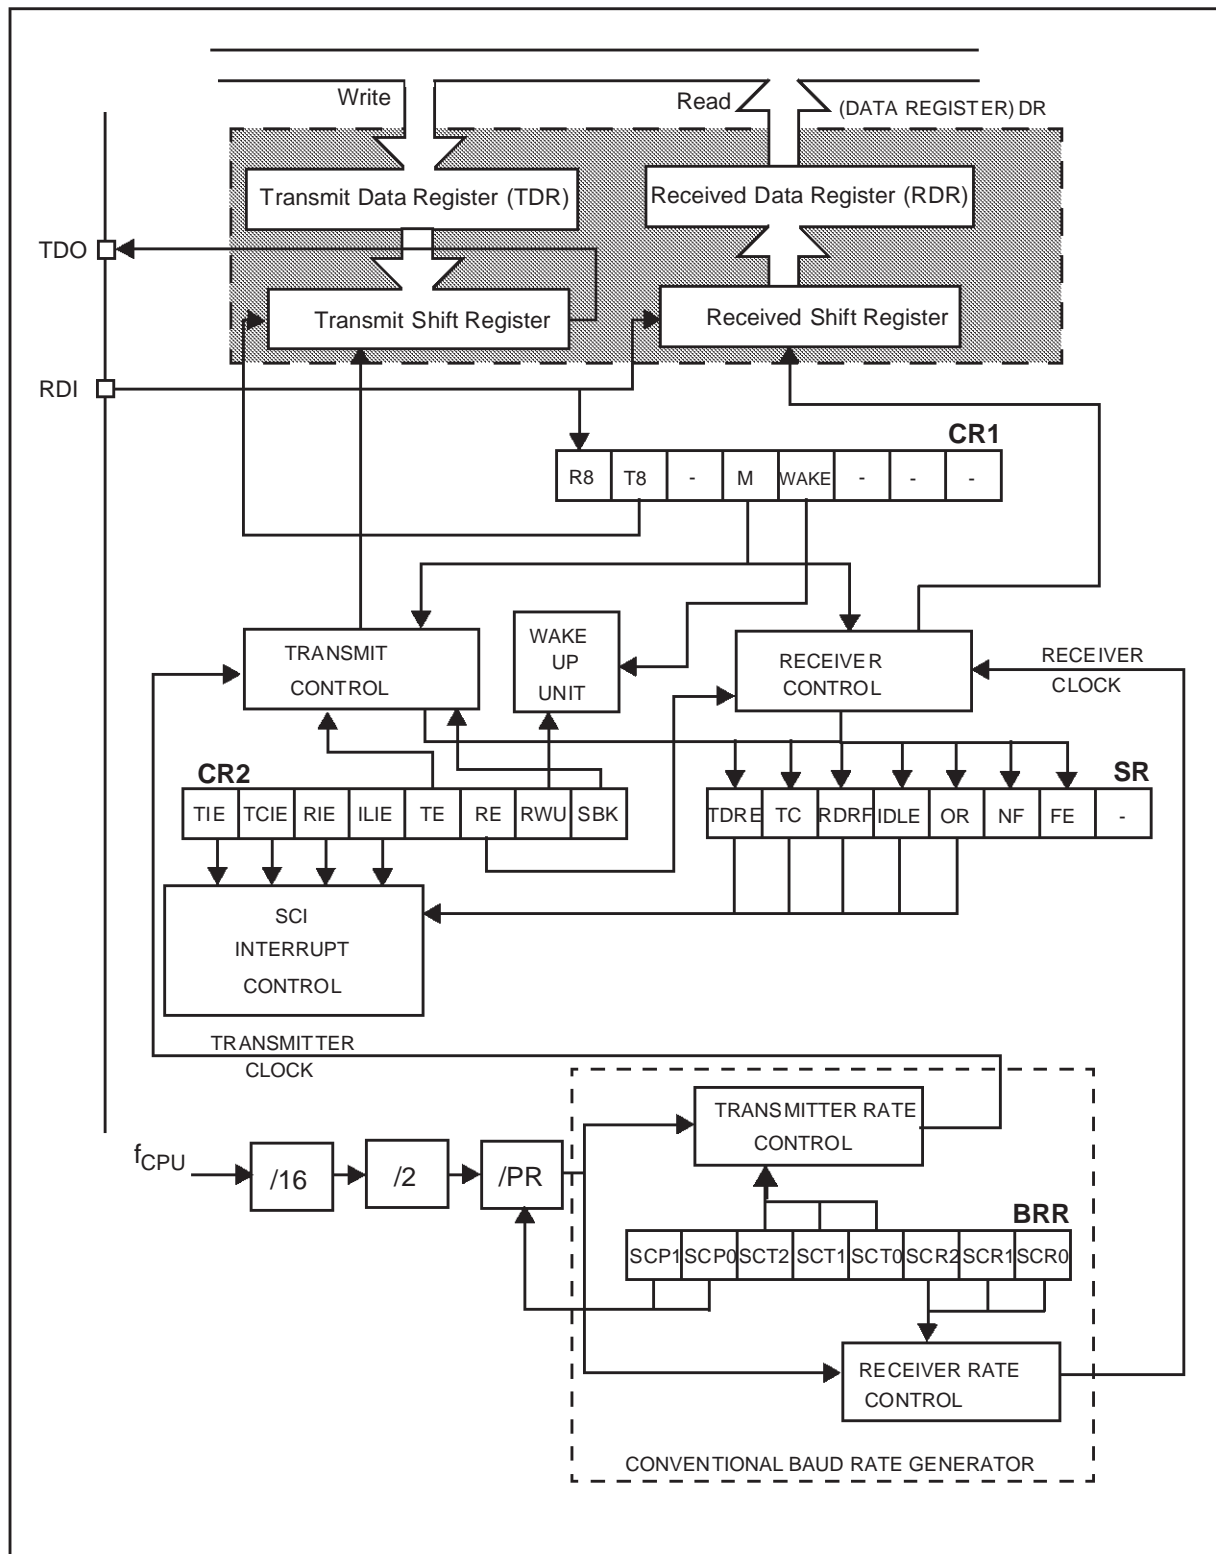 Write
Read
(DATA REGISTER) DR
Transmit Data Register (TDR)
Received Data Register (RDR)
TDO
Transmit Shift Register
Received Shift Register
RDI
CR1
R8 T8 - M WAKE - - -
TRANSMIT
CONTROL
WAKE
UP
UNIT
RECEIVER
CONTROL
RECEIVER
CLOCK
CR2
SR
TIE TCIE RIE ILIE TE RE RWU SBK
TDRE TC RDRF IDLE OR NF FE -
SCI
INTERRUPT
CONTROL
TRANSMITTER
CLOCK
TRANSMITTER RATE
CONTROL
fCPU
/16
/2
/PR
BRR
SCP1 SCP0 SCT2 SCT1 SCT0 SCR2 SCR1 SCR0
RECEIVER RATE
CONTROL
CONVENTIONAL BAUD RATE GENERATOR